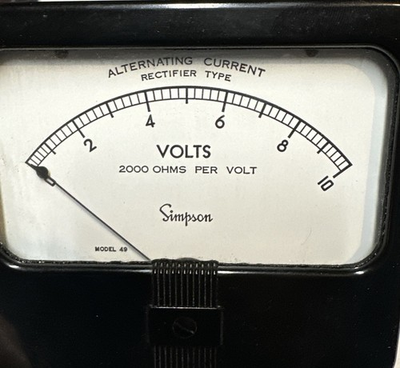 ALTERNATING CURRENT
RECTIFIER TYPE
2 4 6 8 10
VOLTS
2000 OHMS PER VOLT
Simpson
MODEL 49